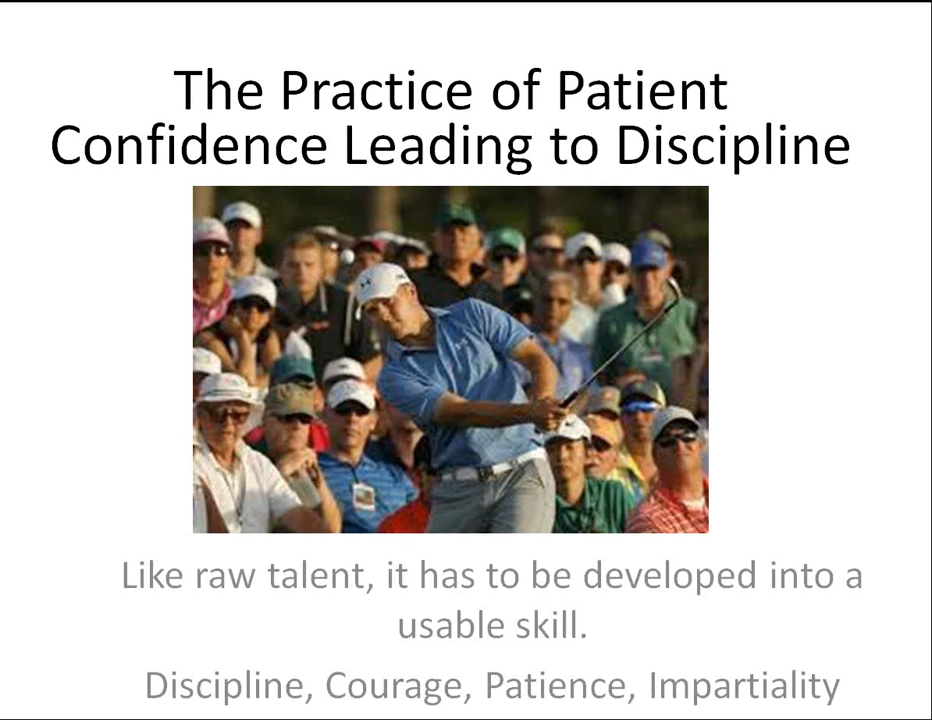 The Practice of Patient
Confidence Leading to Discipline
Like raw talent, it has to be developed into a
usable skill.
Discipline, Courage, Patience, Impartiality